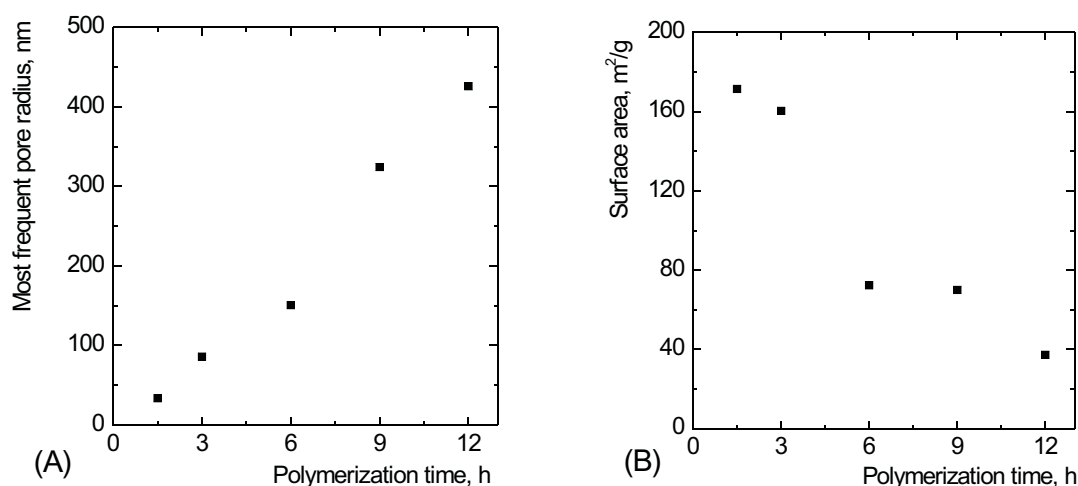 Most frequent pore radius, nm
500
400
300
200
100
0
0 3 6 9 12
Polymerization time, h
(A)
Surface area, m²/g
200
160
120
80
40
0
0 3 6 9 12
Polymerization time, h
(B)